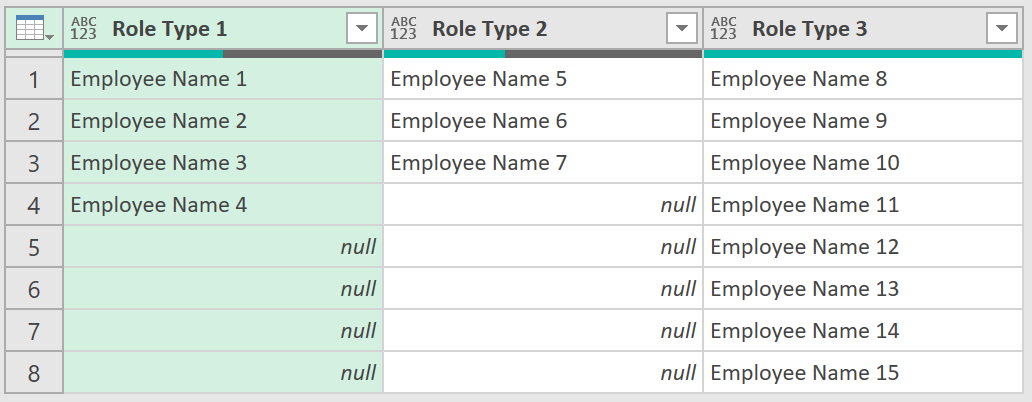 ABC 123 Role Type 1 ABC 123 Role Type 2 ABC 123 Role Type 3
1 Employee Name 1 Employee Name 5 Employee Name 8
2 Employee Name 2 Employee Name 6 Employee Name 9
3 Employee Name 3 Employee Name 7 Employee Name 10
4 Employee Name 4 null Employee Name 11
5 null null Employee Name 12
6 null null Employee Name 13
7 null null Employee Name 14
8 null null Employee Name 15